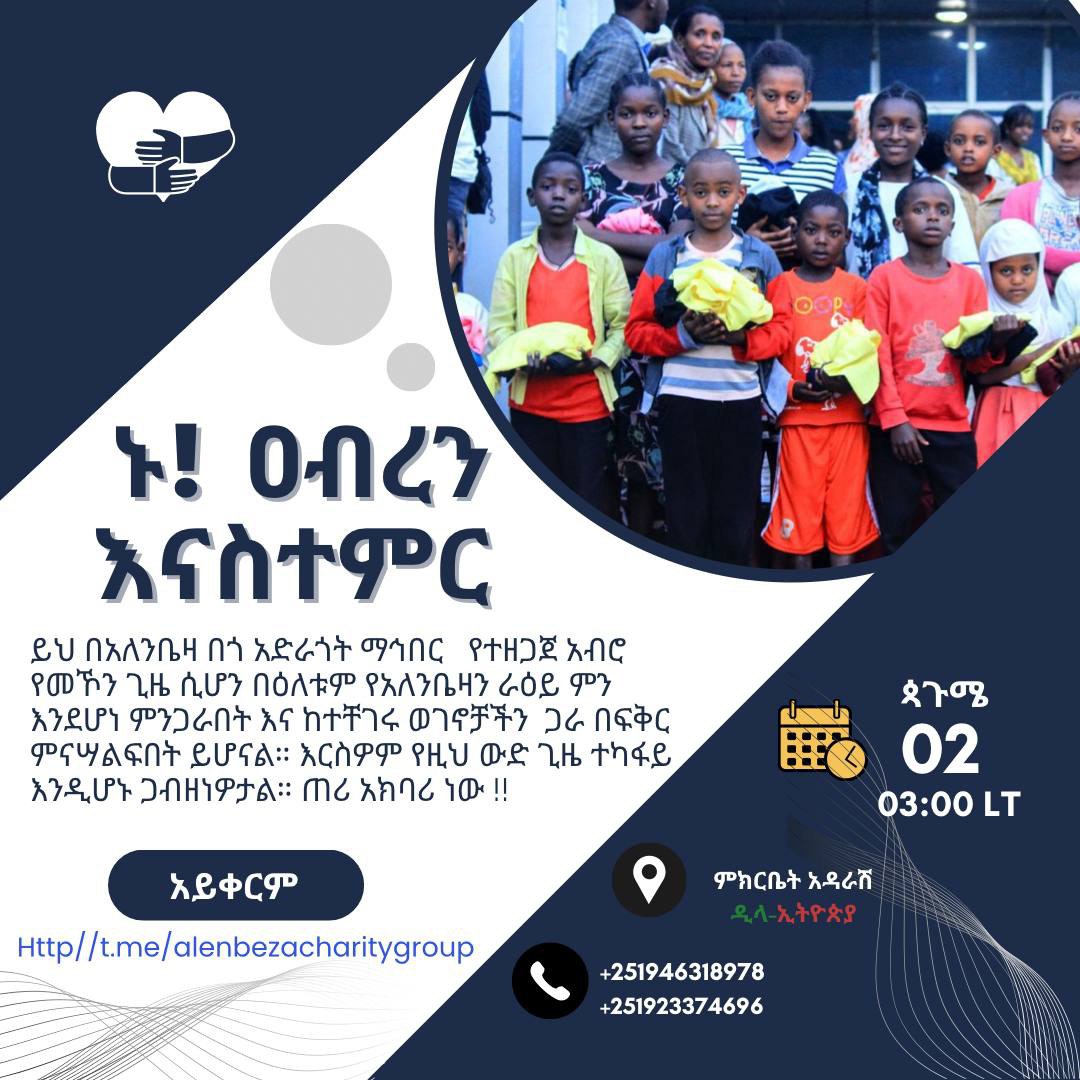 ኑ! ዐብረን
እናስተምር
ይህ በአለንቤዛ በጎ አድራጎት ማኅበር የተዘጋጀ አብሮ
የመኾን ጊዜ ሲሆን በዕለቱም የአለንቤዛን ራዕይ ምን
እንደሆነ ምንጋራበት እና ከተቸገሩ ወገኖቻችን ጋራ በፍቅር
ምናሣልፍበት ይሆናል። እርስዎም የዚህ ውድ ጊዜ ተካፋይ
እንዲሆኑ ጋብዘነዎታል። ጠሪ አክባሪ ነው !!
አይቀርም
Http//t.me/alenbezacharitygroup
ጳጉሜ
02
03:00 LT
ምክርቤት አዳራሽ
ዲላ-ኢትዮጵያ
+251946318978
+251923374696